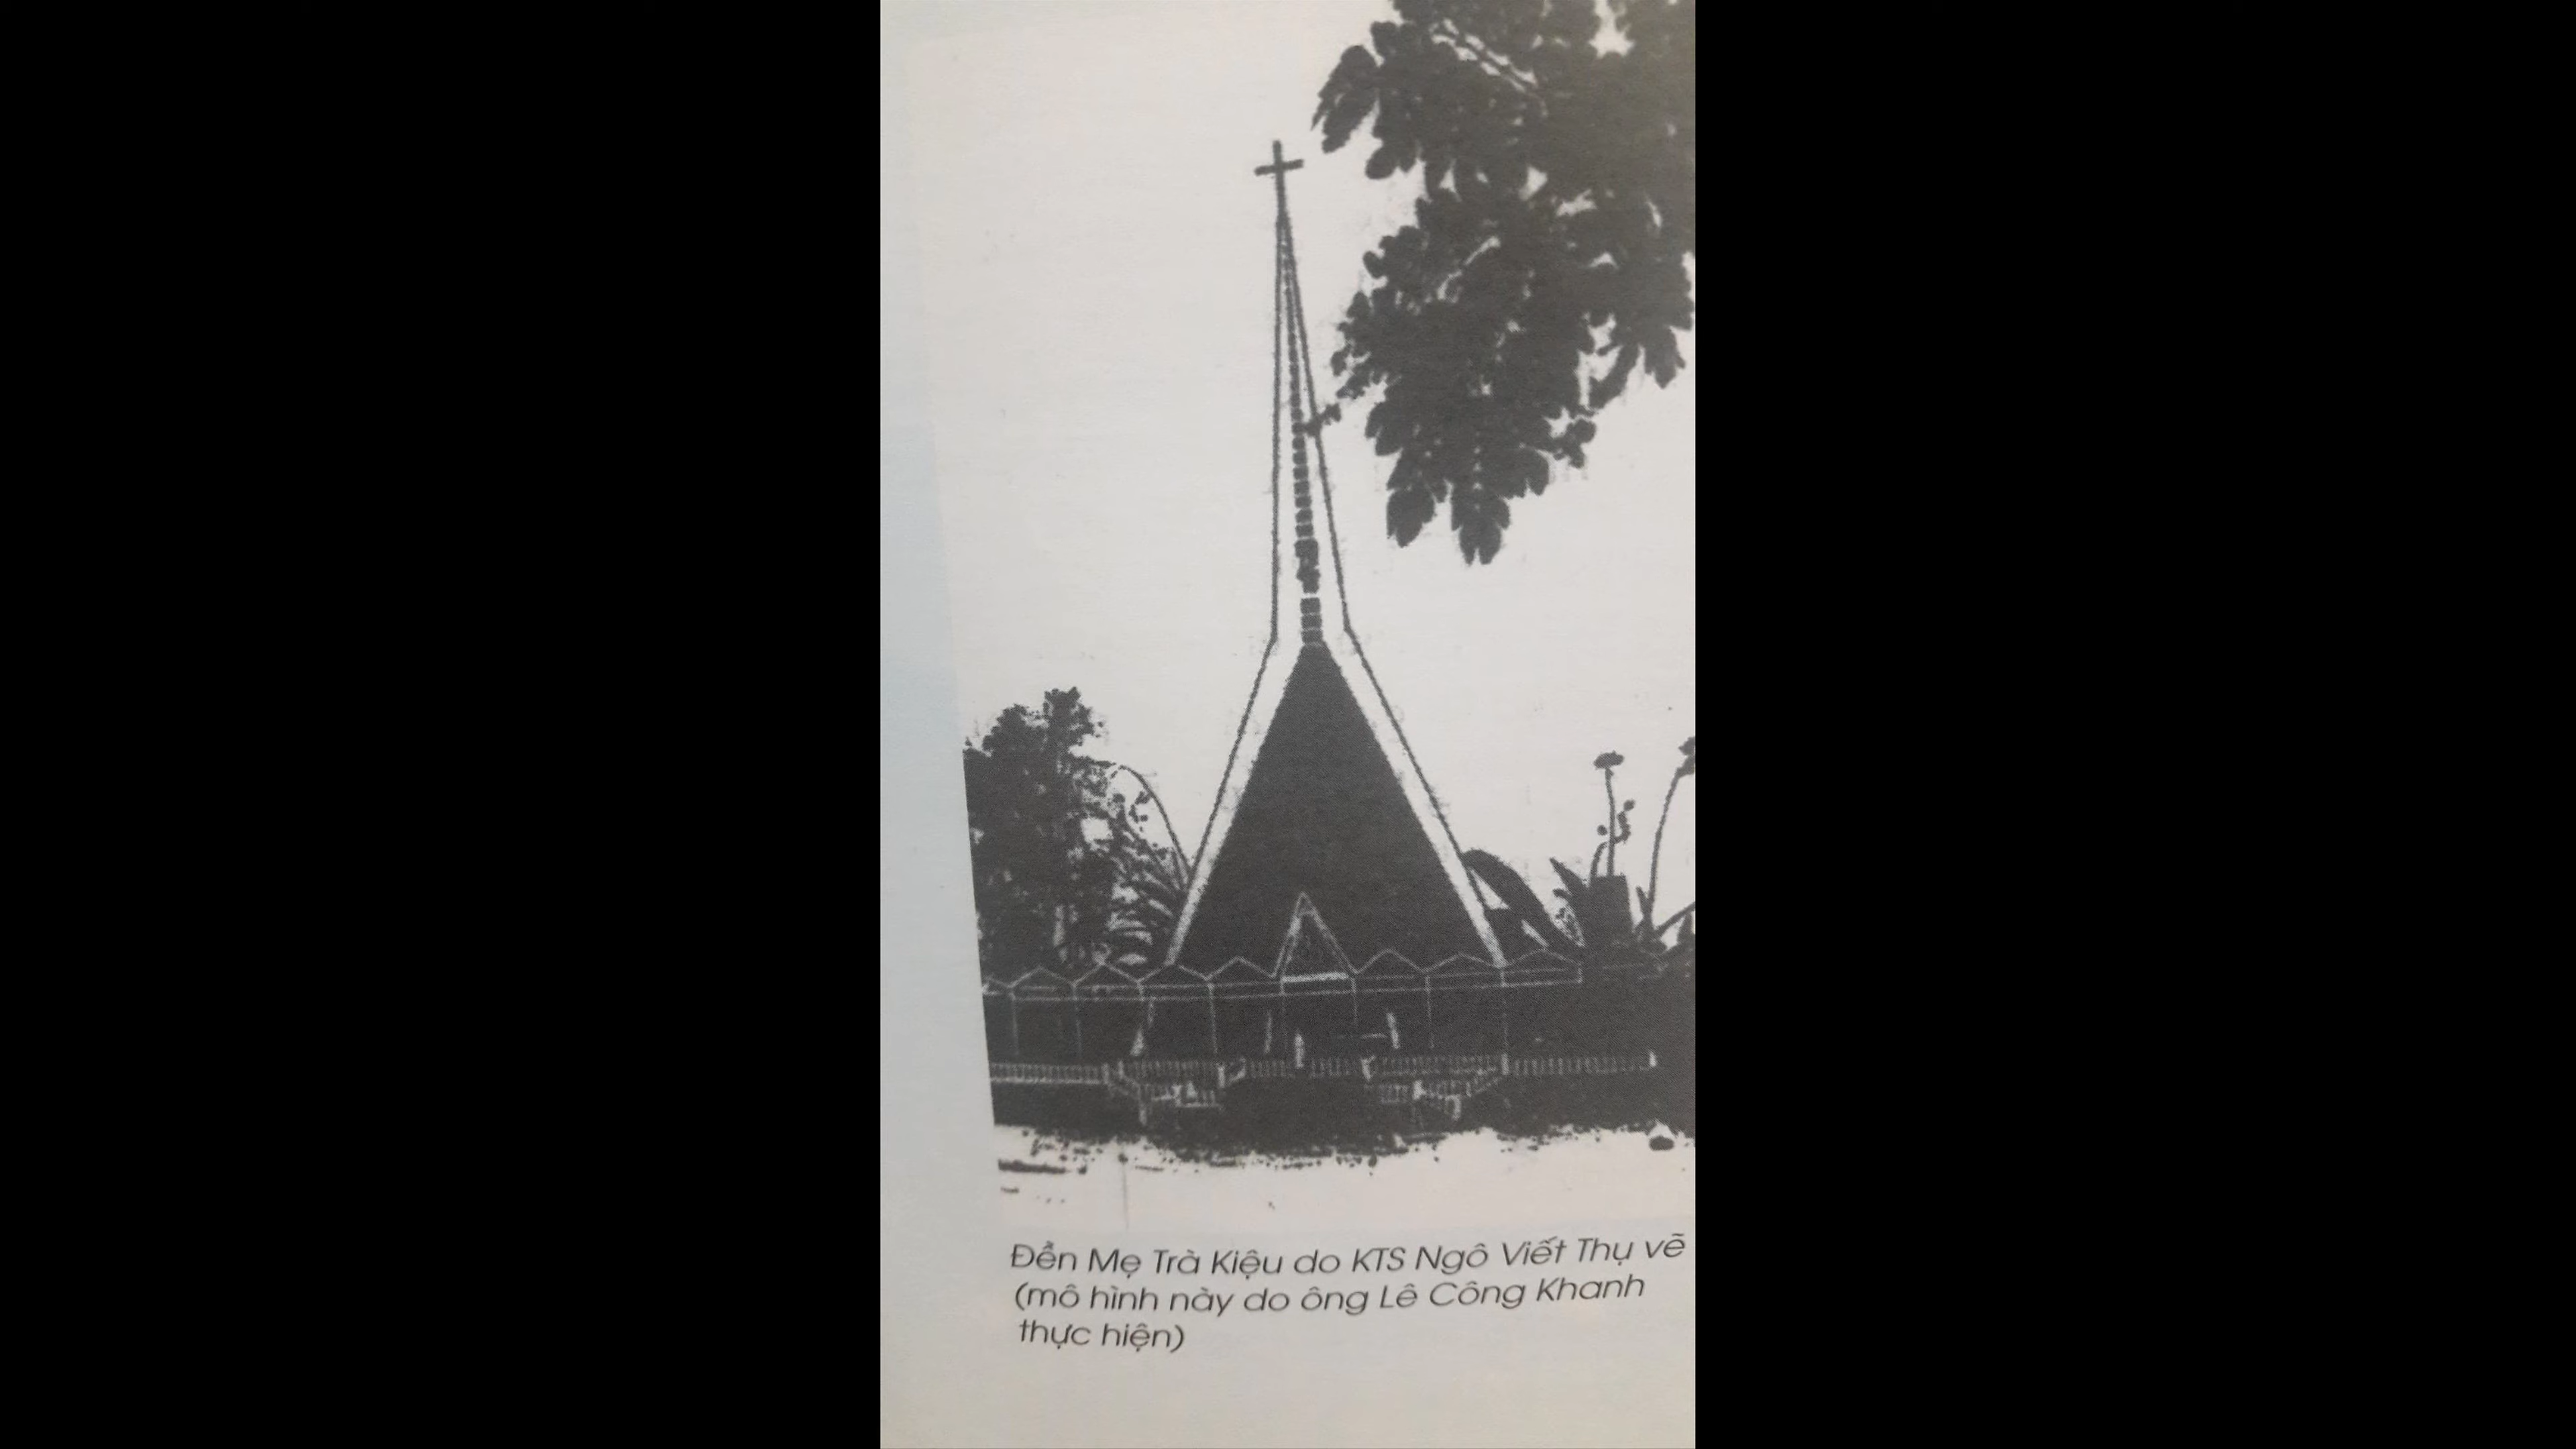 Đền Mẹ Trà Kiệu do KTS Ngô Viết Thụ vẽ
(mô hình này do ông Lê Công Khanh
thực hiện)